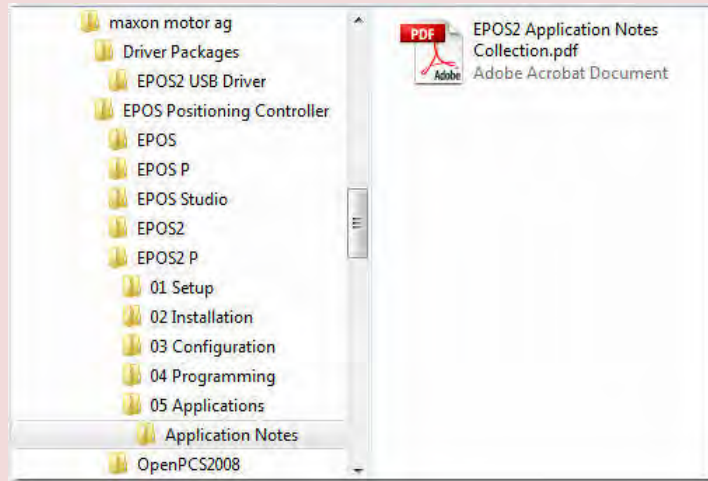 maxon motor ag
Driver Packages
EPOS2 USB Driver
EPOS Positioning Controller
EPOS
EPOS P
EPOS Studio
EPOS2
EPOS2 P
01 Setup
02 Installation
03 Configuration
04 Programming
05 Applications
Application Notes
OpenPCS2008
PDF
Adobe
EPOS2 Application Notes
Collection.pdf
Adobe Acrobat Document